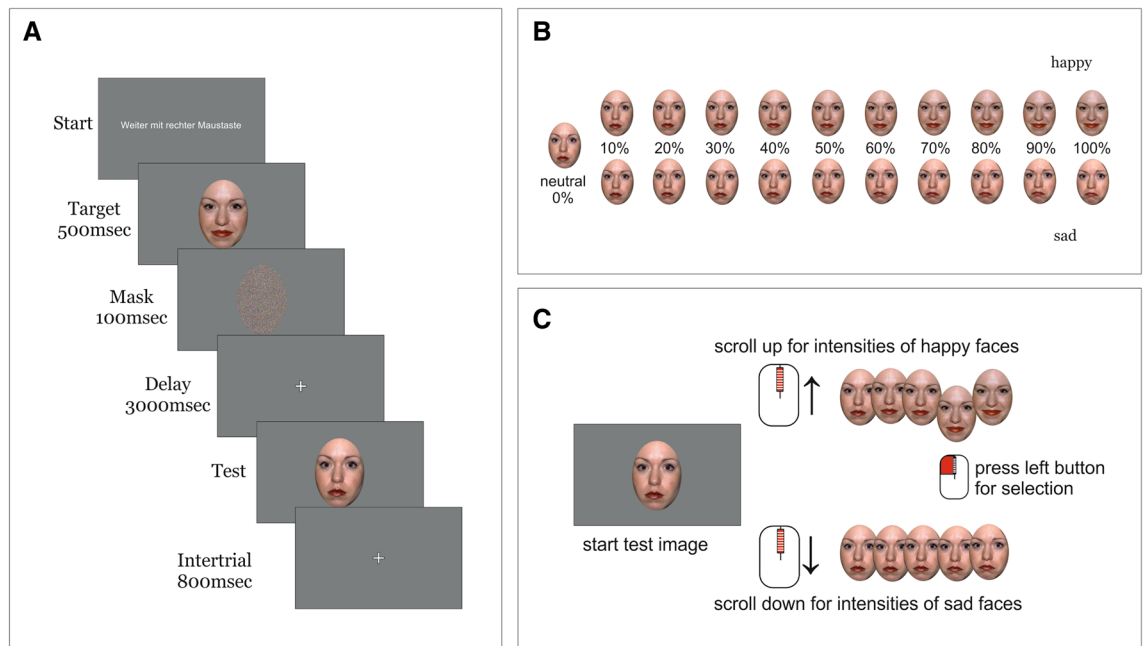 A
Start
Weiter mit rechter Maustaste
Target
500msec
Mask
100msec
Delay
3000msec
Test
Intertrial
800msec
B
happy
10% 20% 30% 40% 50% 60% 70% 80% 90% 100%
neutral
0%
sad
C
scroll up for intensities of happy faces
press left button
for selection
start test image
scroll down for intensities of sad faces